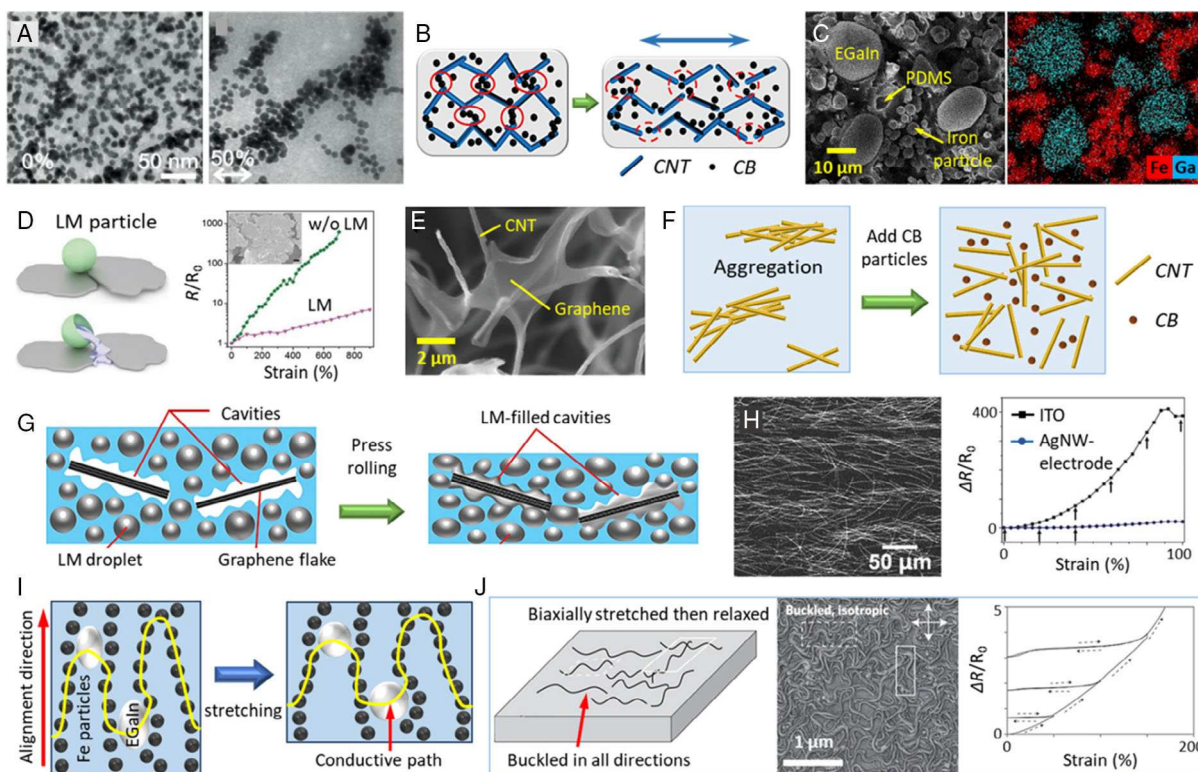 A
0%
50 nm
50%
B
CNT
CB
C
EGaIn
PDMS
Iron
particle
10 µm
Fe
Ga
D
LM particle
R/R0
1000
100
10
1
w/o LM
LM
0
400
800
Strain (%)
E
CNT
Graphene
2 µm
F
Aggregation
Add CB
particles
CNT
CB
G
Cavities
LM droplet
Graphene flake
Press
rolling
LM-filled cavities
H
50 µm
ΔR/R0
400
0
ITO
AgNW-
electrode
0
100
Strain (%)
I
Alignment direction
Fe particles
EGaIn
stretching
Conductive path
J
Biaxially stretched then relaxed
Buckled in all directions
Buckled, isotropic
1 µm
ΔR/R0
5
0
0
100
200
Strain (%)